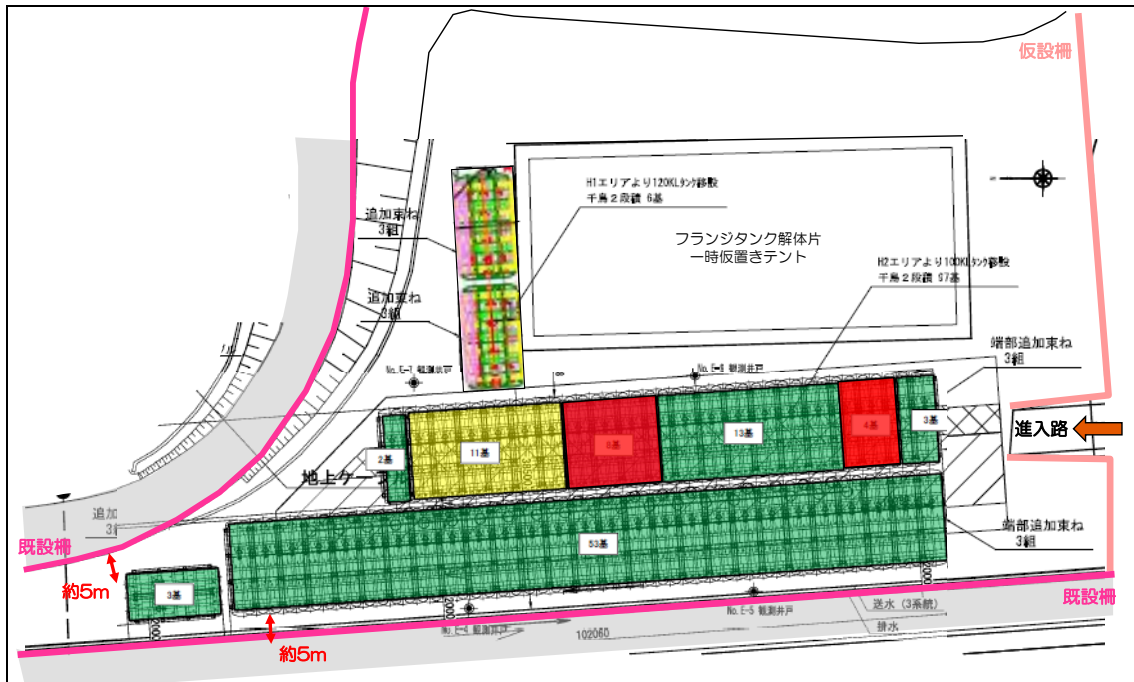 仮設柵
H1エリアより120KLタンク移設
千鳥2段積 6基
追加束ね
3組
フランジタンク解体片
一時仮置きテント
H2エリアより100KLタンク移設
千鳥2段積 97基
追加束ね
3組
端部追加束ね
3組
No.E-7 観測井戸
No.E-6 観測井戸
進入路
2基
11基
8基
13基
4基
3基
地上ケー
追加
3組
既設柵
53基
端部追加束ね
3組
約5m
3基
既設柵
No.E-5 観測井戸
送水（3系統）
排水
No.E-4 観測井戸
102060
約5m